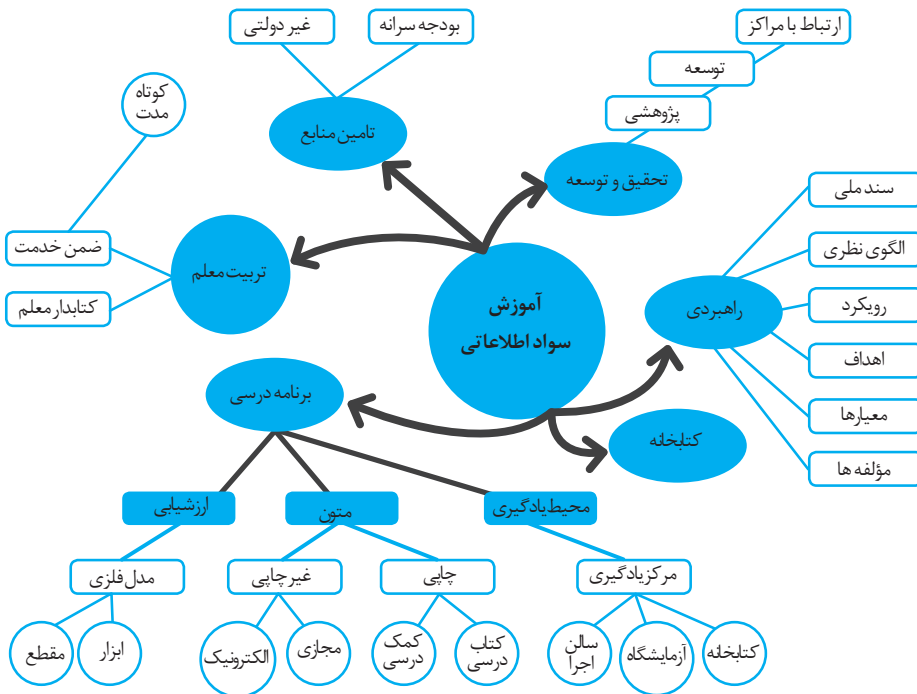 ارتباط با مراکز
توسعه
پژوهشی
تحقیق و توسعه
بودجه سرانه
غیر دولتی
تامین منابع
کوتاه
مدت
ضمن خدمت
کتابدار معلم
تربیت معلم
آموزش
سواد اطلاعاتی
سند ملی
الگوی نظری
رویکرد
اهداف
معیارها
مؤلفه ها
راهبردی
کتابخانه
برنامه درسی
محیط یادگیری
متون
ارزشیابی
مرکز یادگیری
چاپی
غیر چاپی
مدل فلزی
کتابخانه
آزمایشگاه
سالن
اجرا
کتاب
درسی
کمک
درسی
مجازی
الکترونیک
ابزار
مقطع